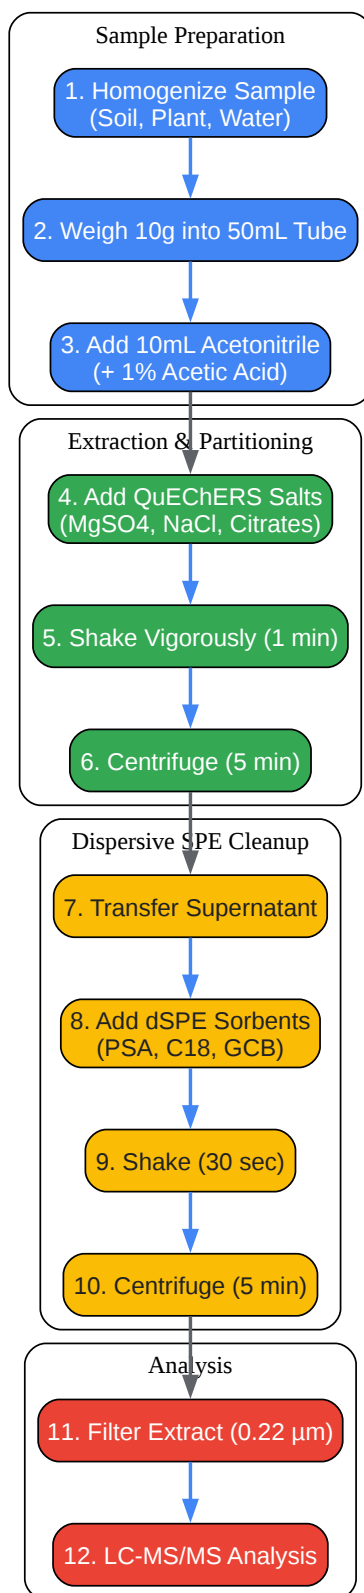 Sample Preparation
1. Homogenize Sample
(Soil, Plant, Water)
2. Weigh 10g into 50mL Tube
3. Add 10mL Acetonitrile
(+ 1% Acetic Acid)
Extraction & Partitioning
4. Add QuEChERS Salts
(MgSO4, NaCl, Citrates)
5. Shake Vigorously (1 min)
6. Centrifuge (5 min)
Dispersive SPE Cleanup
7. Transfer Supernatant
8. Add dSPE Sorbents
(PSA, C18, GCB)
9. Shake (30 sec)
10. Centrifuge (5 min)
Analysis
11. Filter Extract (0.22 µm)
12. LC-MS/MS Analysis